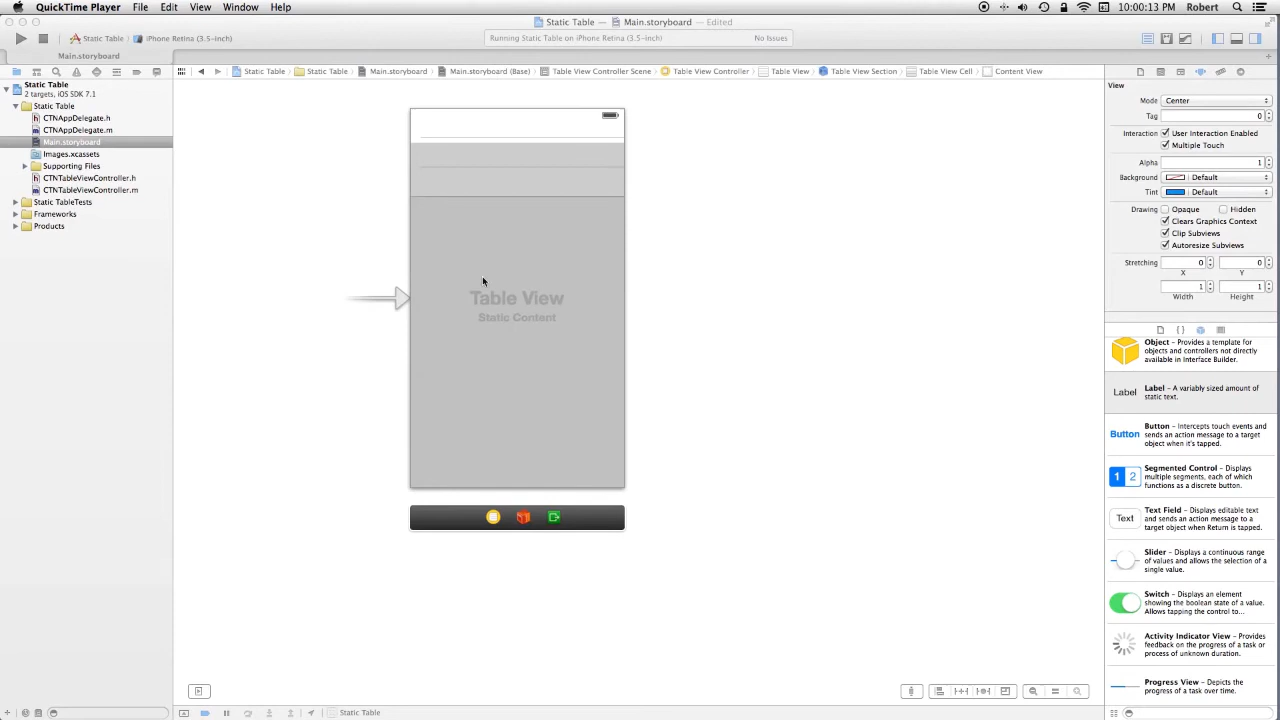 QuickTime Player File Edit View Window Help 10:00:13 PM Robert
Static Table — Main.storyboard — Edited
Static Table iPhone Retina (3.5-inch) Running Static Table on iPhone Retina (3.5-inch) No Issues
Main.storyboard
Static Table Static Table Main.storyboard Main.storyboard (Base) Table View Controller Scene Table View Controller Table View Table View Section Table View Cell Content View
Static Table
2 targets, iOS SDK 7.1
Static Table
CTNAppDelegate.h
CTNAppDelegate.m
Main.storyboard
Images.xcassets
Supporting Files
CTNTableViewController.h
CTNTableViewController.m
Static TableTests
Frameworks
Products
Table View
Static Content
View
Mode Center
Tag 0
Interaction User Interaction Enabled
Multiple Touch
Alpha 1
Background Default
Tint Default
Drawing Opaque Hidden
Clears Graphics Context
Clip Subviews
Autoresize Subviews
Stretching 0 0
X Y
1 1
Width Height
{ }
Object – Provides a template for
objects and controllers not directly
available in Interface Builder.
Label
Label – A variably sized amount of
static text.
Button
Button – Intercepts touch events and
sends an action message to a target
object when it's tapped.
1 2
Segmented Control – Displays
multiple segments, each of which
functions as a discrete button.
Text
Text Field – Displays editable text
and sends an action message to a
target object when Return is tapped.
Slider – Displays a continuous range
of values and allows the selection of a
single value.
Switch – Displays an element
showing the boolean state of a value.
Allows tapping the control to...
Activity Indicator View – Provides
feedback on the progress of a task or
process of unknown duration.
Progress View – Depicts the
progress of a task over time.
Static Table